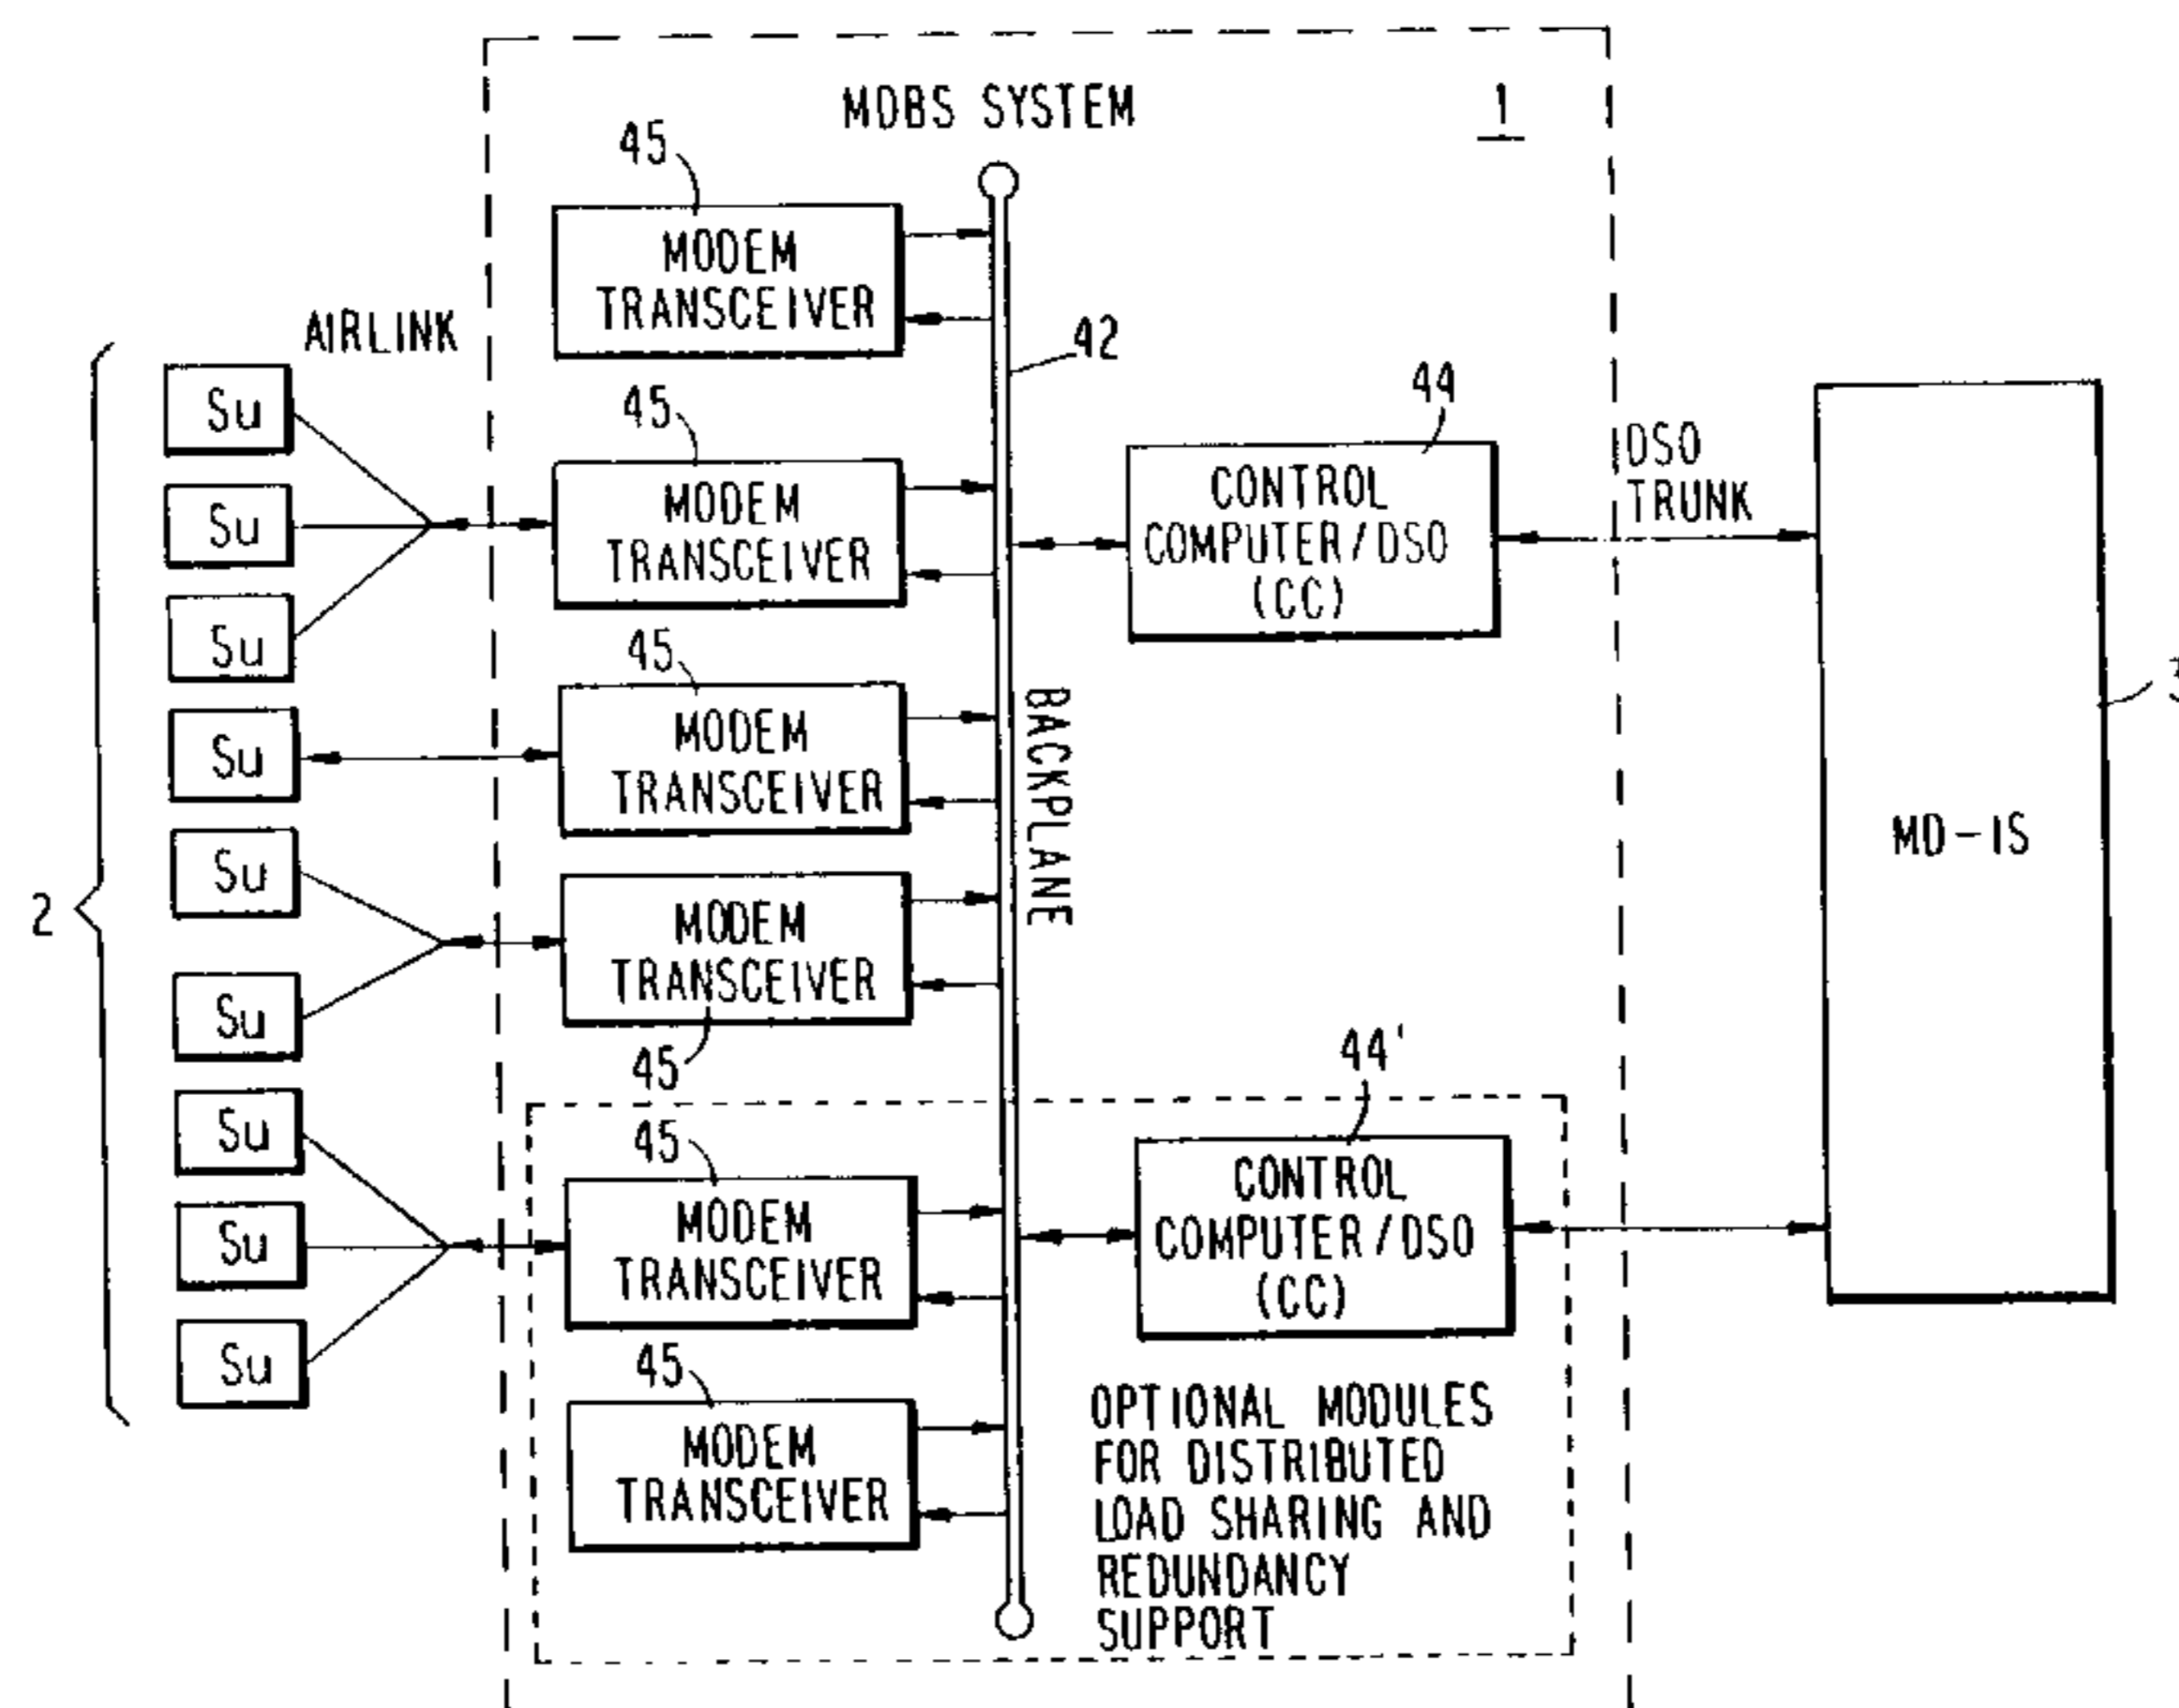 MDBS SYSTEM
1
45
MODEM
TRANSCEIVER
AIRLINK
42
45
MODEM
TRANSCEIVER
44
CONTROL
COMPUTER/DSO
(CC)
DSO
TRUNK
Su
Su
Su
45
MODEM
TRANSCEIVER
BACKPLANE
3
Su
MD-IS
2
Su
Su
MODEM
TRANSCEIVER
45
44'
45
MODEM
TRANSCEIVER
CONTROL
COMPUTER/DSO
(CC)
Su
Su
Su
45
MODEM
TRANSCEIVER
OPTIONAL MODULES
FOR DISTRIBUTED
LOAD SHARING AND
REDUNDANCY
SUPPORT